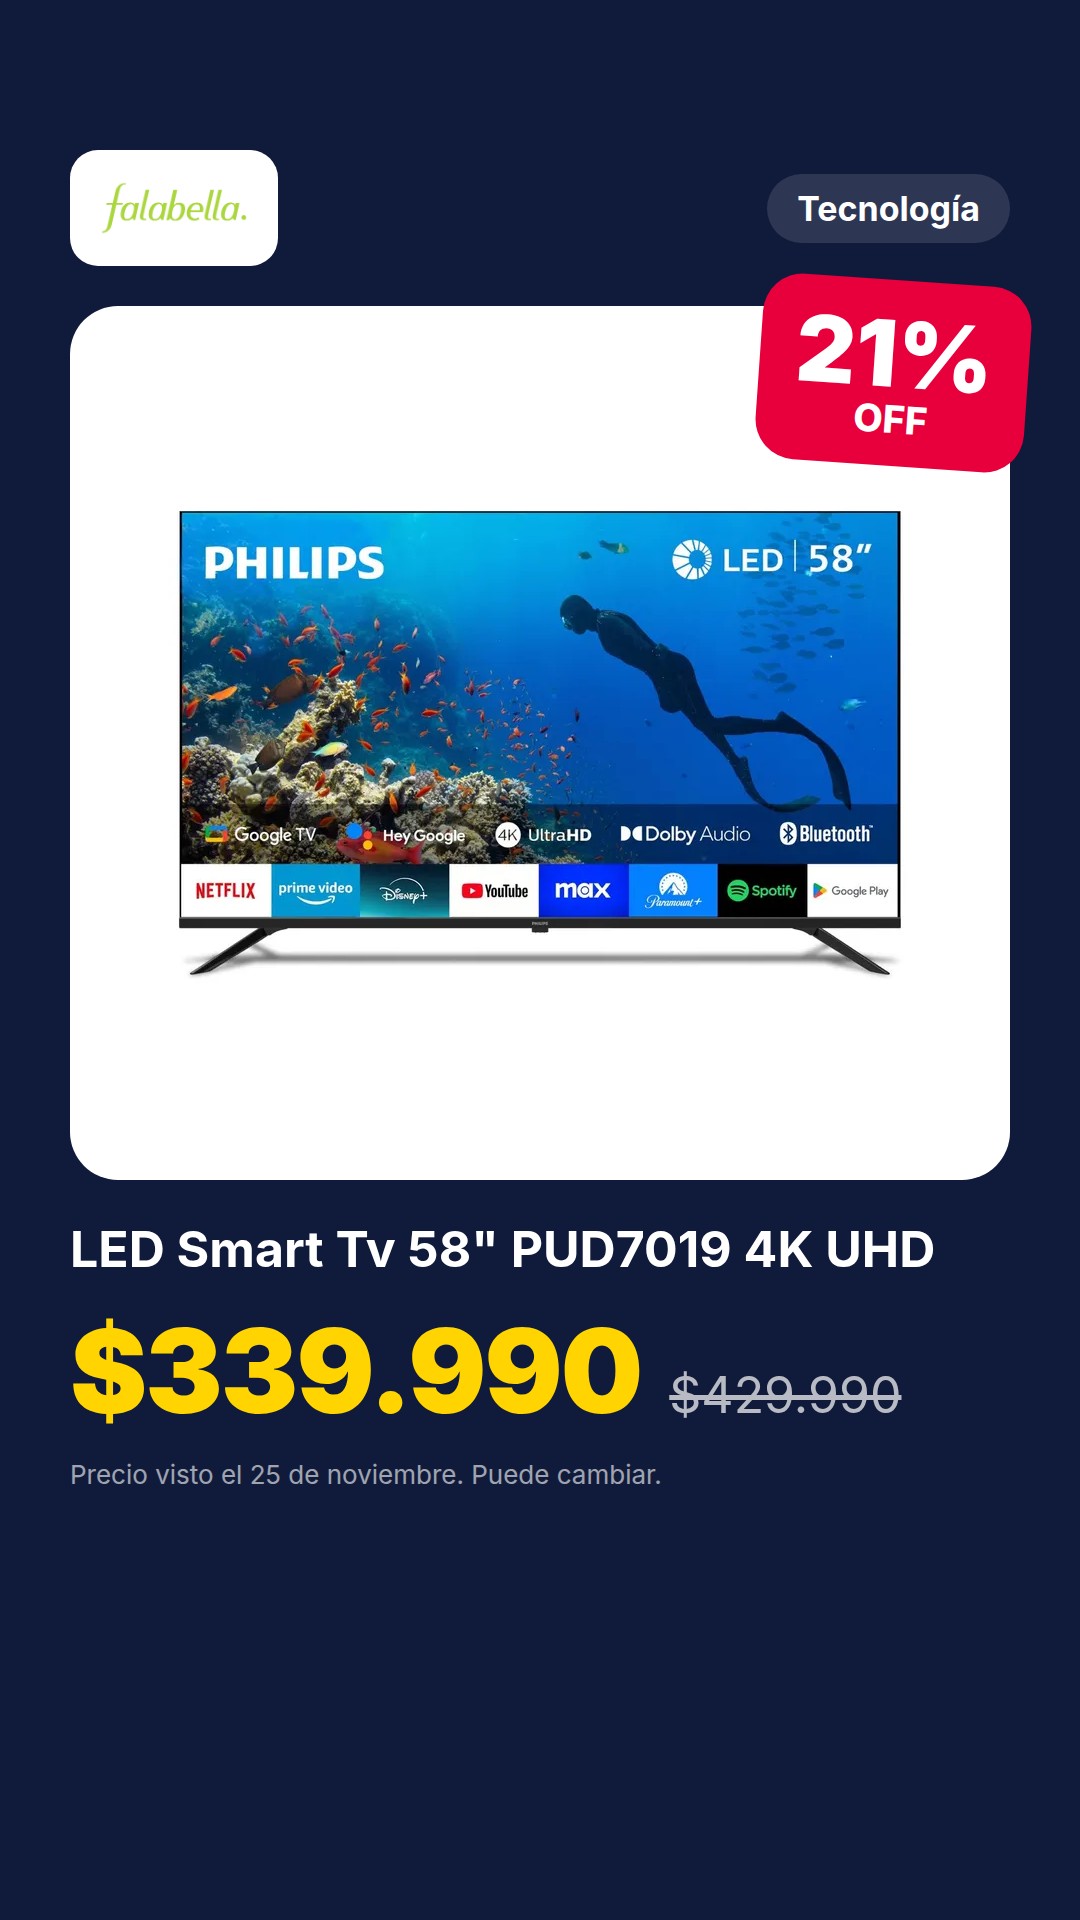 falabella.
Tecnología
21%
OFF
PHILIPS
LED | 58"
Google TV
Hey Google
4K UltraHD
Dolby Audio
Bluetooth
NETFLIX
prime video
Disney+
YouTube
max
Paramount+
Spotify
Google Play
PHILIPS
LED Smart Tv 58" PUD7019 4K UHD
$339.990 $429.990
Precio visto el 25 de noviembre. Puede cambiar.